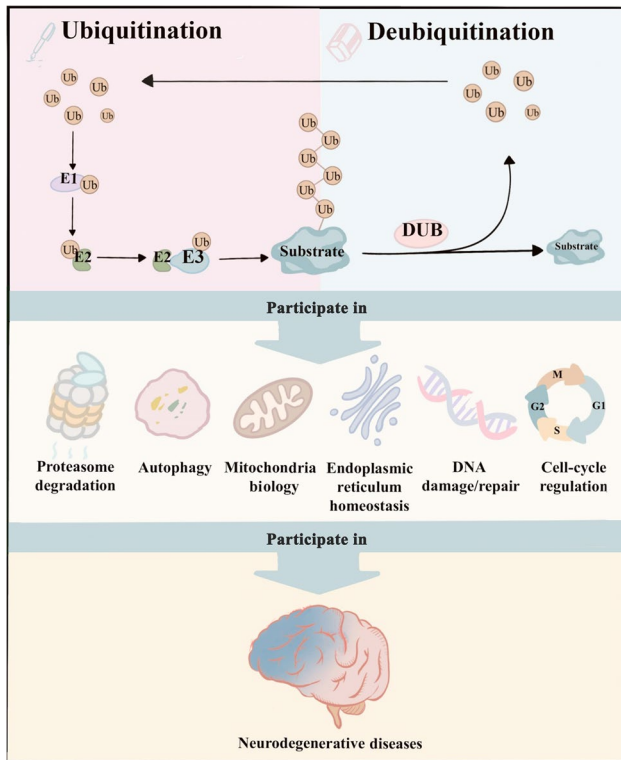 Ubiquitination
Deubiquitination
Ub
Ub
Ub
Ub
Ub
Ub
Ub
Ub
Ub
Ub
Ub
Ub
E1
Ub
Ub
E2
E2
E3
Ub
Ub
Ub
Ub
Ub
Ub
Substrate
DUB
Substrate
Participate in
M
G1
S
G2
Proteasome
degradation
Autophagy
Mitochondria
biology
Endoplasmic
reticulum
homeostasis
DNA
damage/repair
Cell-cycle
regulation
Participate in
Neurodegenerative diseases